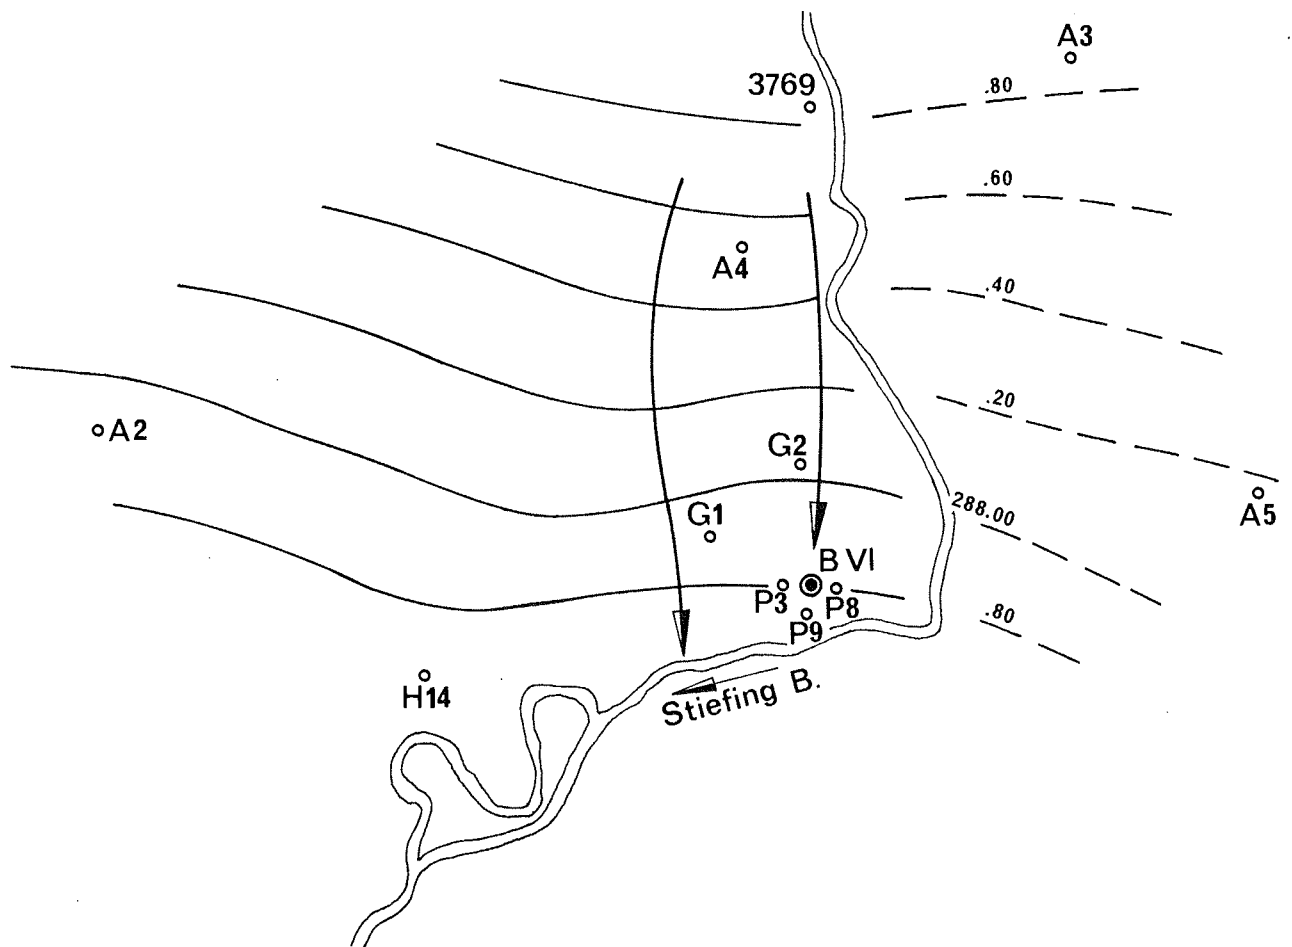 A3
3769
.80
.60
A4
.40
.20
A2
G2
288.00
A5
G1
B VI
P3
P8
P9
.80
H14
Stiefing B.